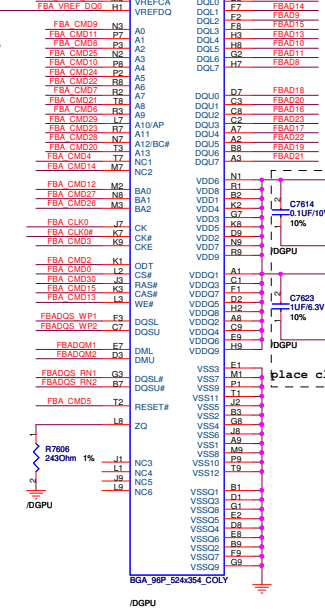 VREFCA DQL0 F7 FBAD14
FBA_VREF_DQ0 H1 VREFDQ DQL1 F2 FBAD9
DQL2 F8 FBAD15
FBA_CMD9 N3 A0 DQL3 H3 FBAD13
FBA_CMD11 P7 A1 DQL4 H8 FBAD10
FBA_CMD8 P3 A2 DQL5 G2 FBAD11
FBA_CMD25 N2 A3 DQL6 H7 FBAD8
FBA_CMD10 P8 A4 DQL7
FBA_CMD24 P2 A5
FBA_CMD22 R8 A6
FBA_CMD7 R2 A7 DQU0 D7 FBAD18
FBA_CMD21 T8 A8 DQU1 C3 FBAD20
FBA_CMD6 R3 A9 DQU2 C8 FBAD16
FBA_CMD29 L7 A10/AP DQU3 C2 FBAD23
FBA_CMD23 R7 A11 DQU4 A7 FBAD17
FBA_CMD28 N7 A12/BC# DQU5 A2 FBAD22
FBA_CMD20 T3 A13 DQU6 B8 FBAD19
FBA_CMD4 T7 NC1 DQU7 A3 FBAD21
FBA_CMD14 M7 NC2
VDD6 N1
FBA_CMD12 M2 BA0 VDD8 R1
FBA_CMD27 N8 BA1 VDD1 B2
FBA_CMD26 M3 BA2 VDD4 K2
VDD3 G7
FBA_CLK0 J7 CK VDD5 K8
FBA_CLK0# K7 CK# VDD2 D9
FBA_CMD3 K9 CKE VDD7 N9
VDD9 R9
FBA_CMD2 K1 ODT
FBA_CMD0 L2 CS# VDDQ1 A1
FBA_CMD30 J3 RAS# VDDQ3 C1
FBA_CMD15 K3 CAS# VDDQ7 F1
FBA_CMD13 L3 WE# VDDQ5 D2
VDDQ8 H2
FBADQS_WP1 F3 DQSL VDDQ2 A8
FBADQS_WP2 C7 DQSU VDDQ4 C9
VDDQ6 E9
FBADQM1 E7 DML VDDQ9 H9
FBADQM2 D3 DMU
VSS3 E1
FBADQS_RN1 G3 DQSL# VSS7 M1
FBADQS_RN2 B7 DQSU# VSS9 P1
VSS11 T1
FBA_CMD5 T2 RESET# VSS5 J2
VSS2 B3
L8 ZQ VSS4 G8
VSS6 J8
VSS1 A9
VSS8 M9
J1 NC3 VSS10 P9
L1 NC4 VSS12 T9
J9 NC5
L9 NC6 VSSQ1 B1
VSSQ3 D1
VSSQ8 G1
VSSQ5 E2
VSSQ4 D8
VSSQ6 E8
VSSQ2 B9
VSSQ7 F9
VSSQ9 G9
C7614
0.1UF/10V
10%
/DGPU
C7623
1UF/6.3V
10%
/DGPU
place cl
1
R7606
243Ohm 1%
2
/DGPU
BGA_96P_524x354_COLY
/DGPU